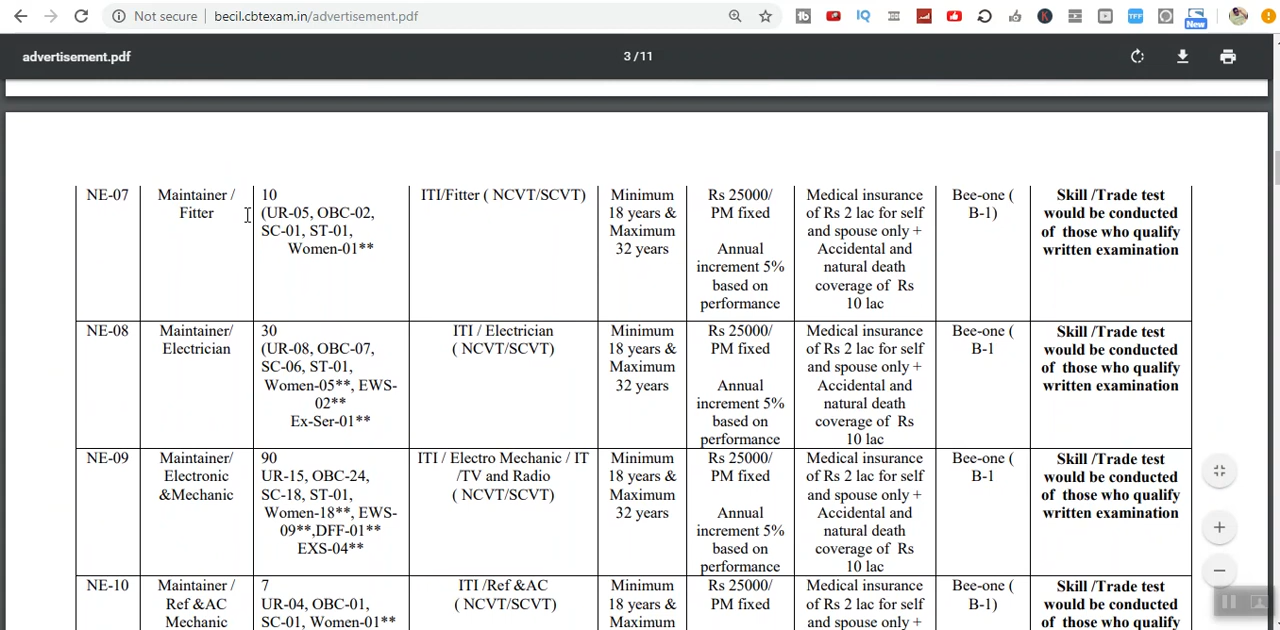 Not secure | becil.cbtexam.in/advertisement.pdf
New
advertisement.pdf
3 / 11
NE-07
Maintainer /
Fitter
10
(UR-05, OBC-02,
SC-01, ST-01,
Women-01**
ITI/Fitter ( NCVT/SCVT)
Minimum
18 years &
Maximum
32 years
Rs 25000/
PM fixed
Annual
increment 5%
based on
performance
Medical insurance
of Rs 2 lac for self
and spouse only +
Accidental and
natural death
coverage of Rs
10 lac
Bee-one (
B-1)
Skill /Trade test
would be conducted
of those who qualify
written examination
NE-08
Maintainer/
Electrician
30
(UR-08, OBC-07,
SC-06, ST-01,
Women-05**, EWS-
02**
Ex-Ser-01**
ITI / Electrician
( NCVT/SCVT)
Minimum
18 years &
Maximum
32 years
Rs 25000/
PM fixed
Annual
increment 5%
based on
performance
Medical insurance
of Rs 2 lac for self
and spouse only +
Accidental and
natural death
coverage of Rs
10 lac
Bee-one (
B-1
Skill /Trade test
would be conducted
of those who qualify
written examination
NE-09
Maintainer/
Electronic
&Mechanic
90
UR-15, OBC-24,
SC-18, ST-01,
Women-18**, EWS-
09**,DFF-01**
EXS-04**
ITI / Electro Mechanic / IT
/TV and Radio
( NCVT/SCVT)
Minimum
18 years &
Maximum
32 years
Rs 25000/
PM fixed
Annual
increment 5%
based on
performance
Medical insurance
of Rs 2 lac for self
and spouse only +
Accidental and
natural death
coverage of Rs
10 lac
Bee-one (
B-1
Skill /Trade test
would be conducted
of those who qualify
written examination
NE-10
Maintainer /
Ref &AC
Mechanic
7
UR-04, OBC-01,
SC-01, Women-01**
ITI /Ref &AC
( NCVT/SCVT)
Minimum
18 years &
Maximum
Rs 25000/
PM fixed
Medical insurance
of Rs 2 lac for self
and spouse only +
Bee-one (
B-1)
Skill /Trade test
would be conducted
of those who qualify